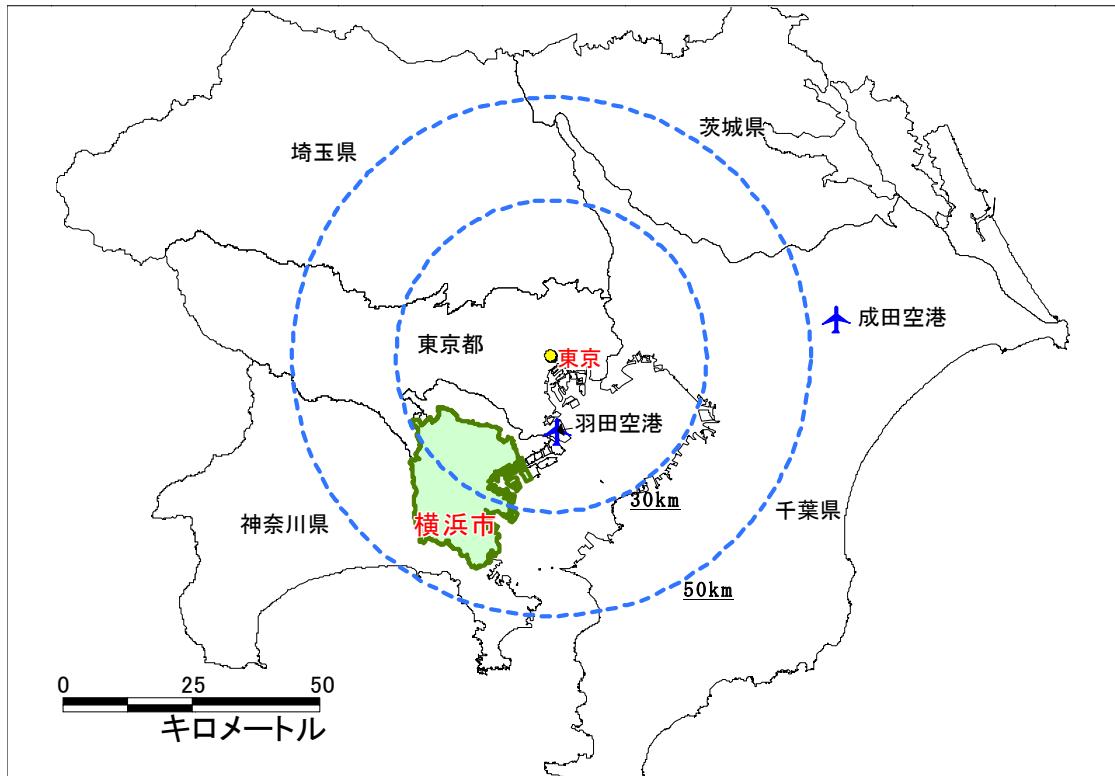 茨城県
埼玉県
成田空港
東京都
東京
羽田空港
30km
千葉県
神奈川県
横浜市
50km
0 25 50
キロメートル